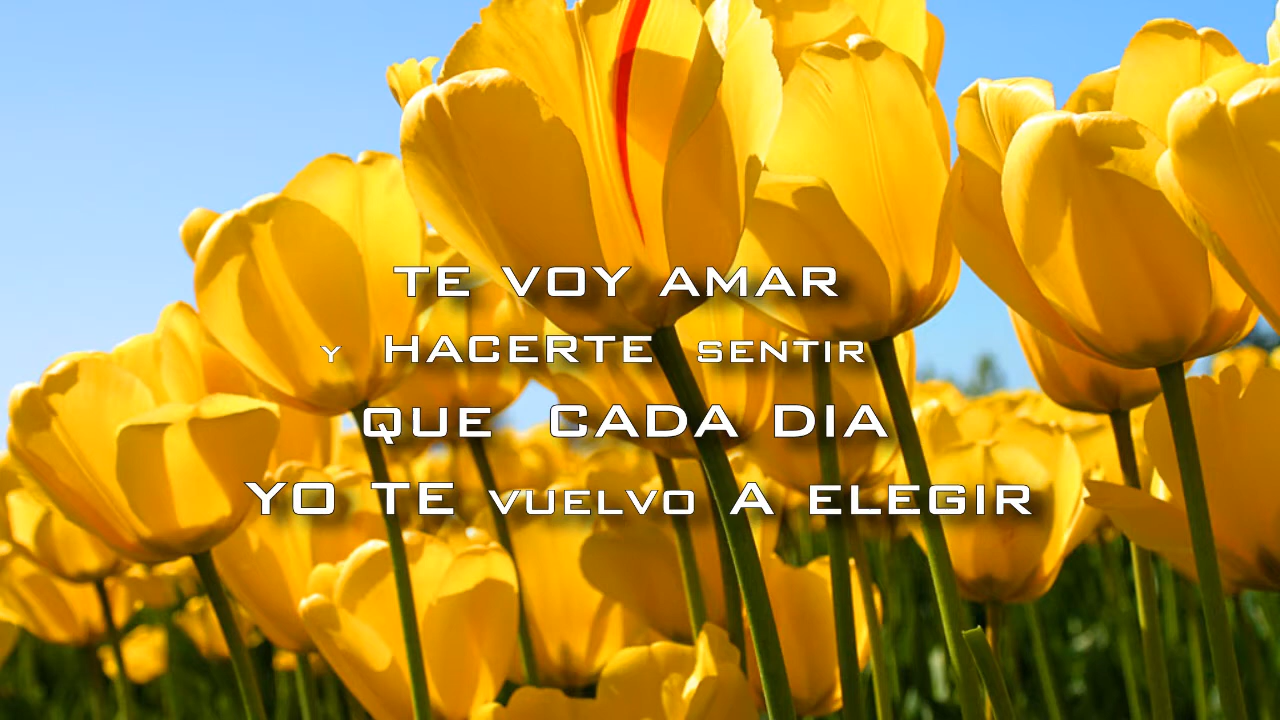 TE VOY AMAR
Y HACERTE SENTIR
QUE CADA DIA
YO TE VUELVO A ELEGIR